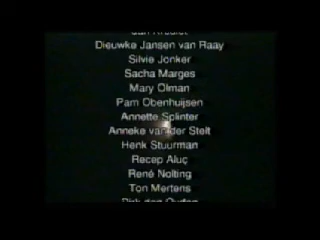 Dieuwke Jansen van Raay
Silvie Jonker
Sacha Marges
Mary Olman
Pam Obenhuijsen
Annette Splinter
Anneke van der Stelt
Henk Stuurman
Recep Aluç
René Nolting
Ton Mertens